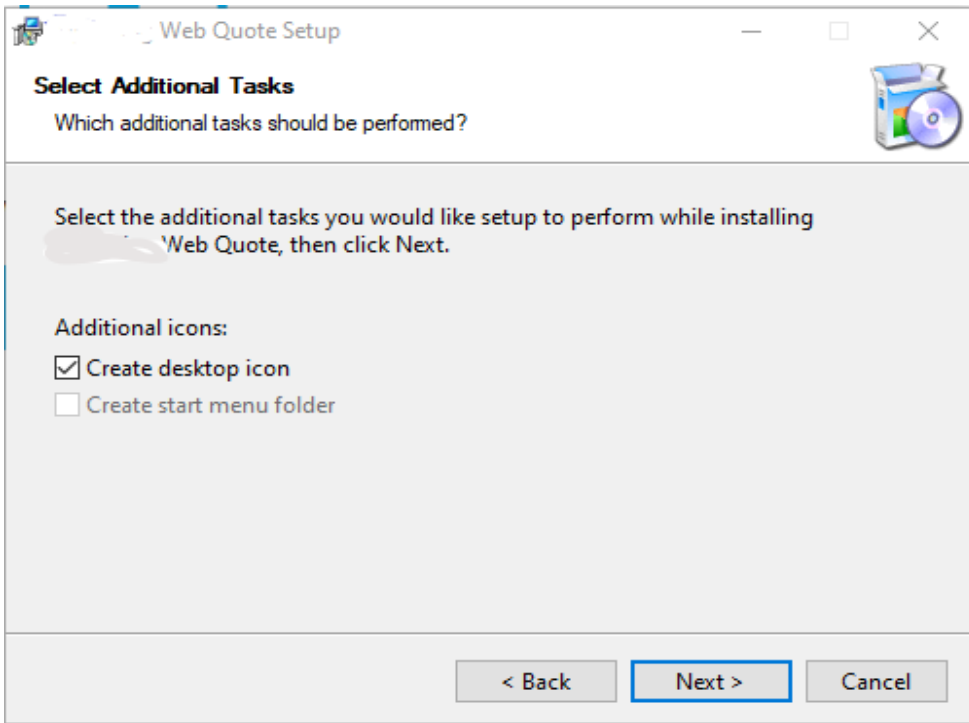 Web Quote Setup
Select Additional Tasks
Which additional tasks should be performed?
Select the additional tasks you would like setup to perform while installing
Web Quote, then click Next.
Additional icons:
Create desktop icon
Create start menu folder
< Back Next > Cancel